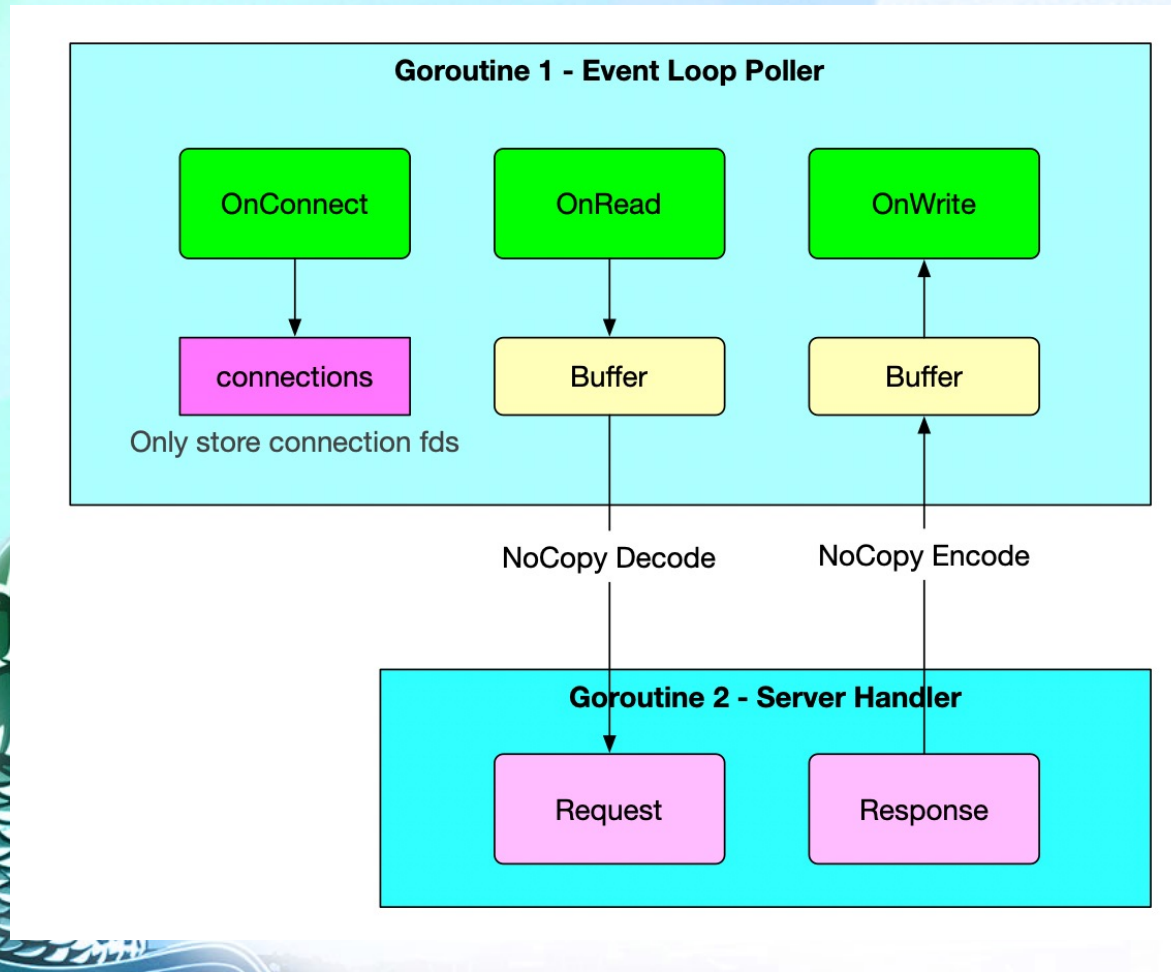 Goroutine 1 - Event Loop Poller
OnConnect
OnRead
OnWrite
connections
Buffer
Buffer
Only store connection fds
NoCopy Decode
NoCopy Encode
Goroutine 2 - Server Handler
Request
Response